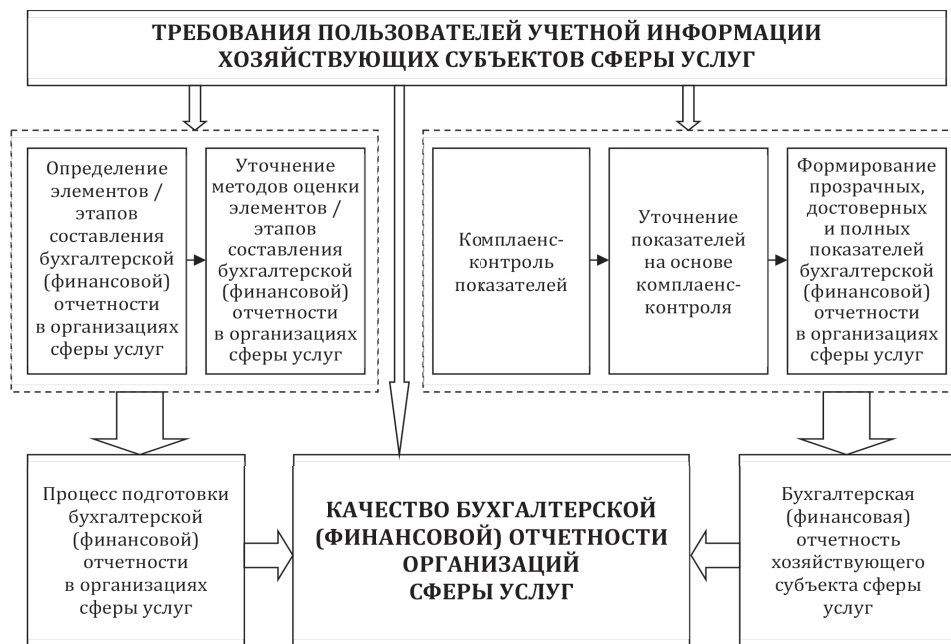 ТРЕБОВАНИЯ ПОЛЬЗОВАТЕЛЕЙ УЧЕТНОЙ ИНФОРМАЦИИ
ХОЗЯЙСТВУЮЩИХ СУБЪЕКТОВ СФЕРЫ УСЛУГ
Определение
элементов /
этапов
составления
бухгалтерской
(финансовой)
отчетности
в организациях
сферы услуг
Уточнение
методов оценки
элементов /
этапов
составления
бухгалтерской
(финансовой)
отчетности
в организациях
сферы услуг
Комплаенс-
контроль
показателей
Уточнение
показателей
на основе
комплаенс-
контроля
Формирование
прозрачных,
достоверных
и полных
показателей
бухгалтерской
(финансовой)
отчетности
в организациях
сферы услуг
Процесс подготовки
бухгалтерской
(финансовой)
отчетности
в организациях
сферы услуг
КАЧЕСТВО БУХГАЛТЕРСКОЙ
(ФИНАНСОВОЙ) ОТЧЕТНОСТИ
ОРГАНИЗАЦИЙ
СФЕРЫ УСЛУГ
Бухгалтерская
(финансовая)
отчетность
хозяйствующего
субъекта сферы
услуг